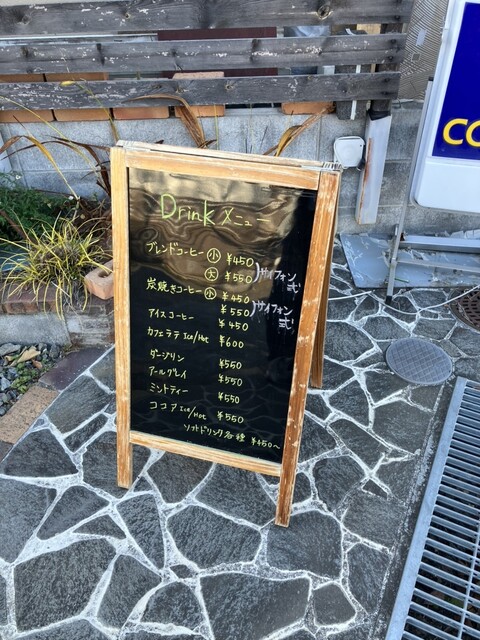 Drink メニュー
ブレンドコーヒー 小 ¥450
大 ¥550
サイフォン式
炭焼きコーヒー 小 ¥450
¥550
サイフォン式
アイスコーヒー ¥450
カフェラテ Ice/Hot ¥600
ダージリン ¥550
アールグレイ ¥550
ミントティー ¥550
ココア Ice/Hot ¥550
ソフトドリンク各種 ¥450〜
CO